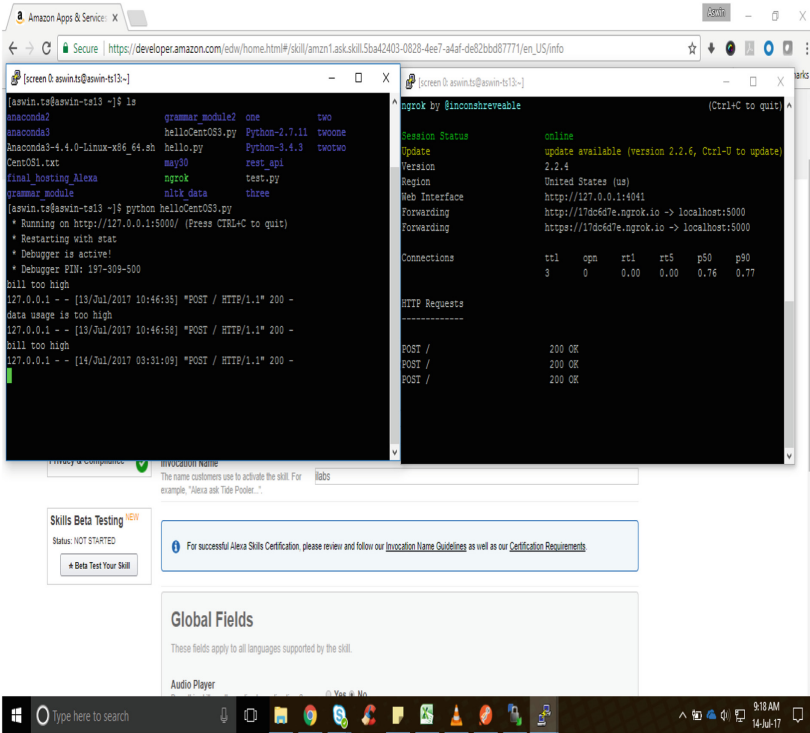 Amazon Apps & Service: X
Aswin
Secure | https://developer.amazon.com/edw/home.html#/skill/amzn1.ask.skill.5ba42403-0828-4ee7-a4af-de82bbd87771/en_US/info
[screen 0: aswin.ts@aswin-ts13:~]
[aswin.ts@aswin-ts13 ~]$ ls
anaconda2 grammar_module2 one two
anaconda3 helloCentOS3.py Python-2.7.11 twoone
Anaconda3-4.4.0-Linux-x86_64.sh hello.py Python-3.4.3 twotwo
CentOS1.txt may30 rest_api
final_hosting_Alexa ngrok test.py
grammar_module nltk_data three
[aswin.ts@aswin-ts13 ~]$ python helloCentOS3.py
* Running on http://127.0.0.1:5000/ (Press CTRL+C to quit)
* Restarting with stat
* Debugger is active!
* Debugger PIN: 197-309-500
bill too high
127.0.0.1 - - [13/Jul/2017 10:46:35] "POST / HTTP/1.1" 200 -
data usage is too high
127.0.0.1 - - [13/Jul/2017 10:46:58] "POST / HTTP/1.1" 200 -
bill too high
127.0.0.1 - - [14/Jul/2017 03:31:09] "POST / HTTP/1.1" 200 -
[screen 0: aswin.ts@aswin-ts13:~]
arks
ngrok by @inconshreveable (Ctrl+C to quit)
Session Status online
Update update available (version 2.2.6, Ctrl-U to update)
Version 2.2.4
Region United States (us)
Web Interface http://127.0.0.1:4041
Forwarding http://17dc6d7e.ngrok.io -> localhost:5000
Forwarding https://17dc6d7e.ngrok.io -> localhost:5000
Connections ttl opn rt1 rt5 p50 p90
3 0 0.00 0.00 0.76 0.77
HTTP Requests
-------------
POST / 200 OK
POST / 200 OK
POST / 200 OK
Privacy & Compliance
Invocation Name
The name customers use to activate the skill. For
example, "Alexa ask Tide Pooler...".
Skills Beta Testing NEW
Status: NOT STARTED
Beta Test Your Skill
For successful Alexa Skills Certification, please review and follow our Invocation Name Guidelines as well as our Certification Requirements.
Global Fields
These fields apply to all languages supported by the skill.
Audio Player
Yes No
Type here to search
9:18 AM
14-Jul-17